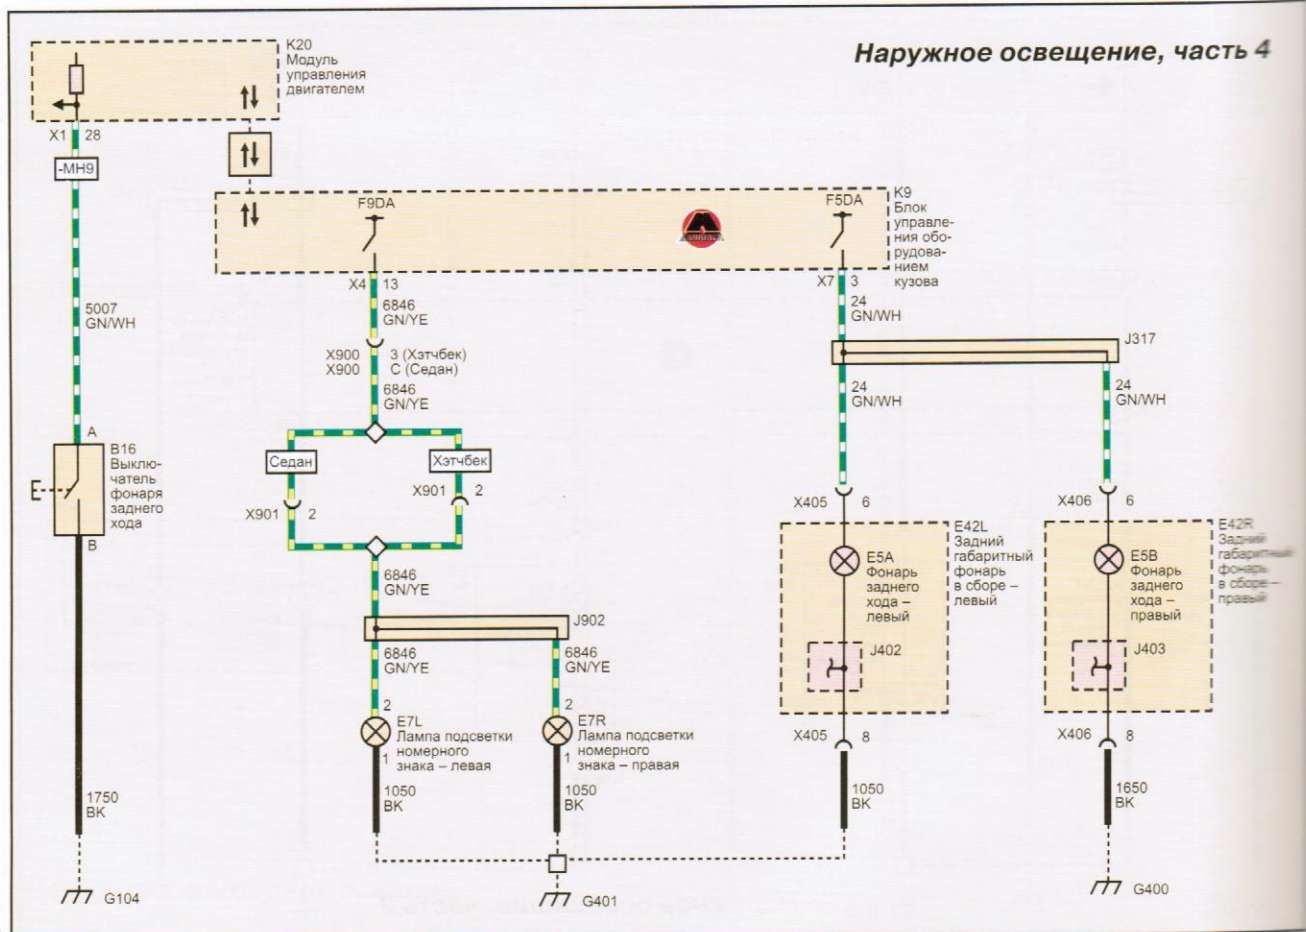 Наружное освещение, часть 4
K20
Модуль
управления
двигателем
X1 28
-MH9
5007
GN/WH
A
B16
Выклю-
чатель
фонаря
заднего
хода
B
1750
BK
G104
K9
Блок
управле-
ния обо-
рудова-
нием
кузова
F9DA
X4 13
6846
GN/YE
X900 3 (Хэтчбек)
X900 C (Седан)
6846
GN/YE
Седан
Хэтчбек
X901 2
X901 2
6846
GN/YE
J902
6846
GN/YE
6846
GN/YE
2
E7L
Лампа подсветки
номерного
знака – левая
1
1050
BK
2
E7R
Лампа подсветки
номерного
знака – правая
1
1050
BK
G401
F5DA
X7 3
24
GN/WH
J317
24
GN/WH
24
GN/WH
X405 6
E42L
Задний
габаритный
фонарь
в сборе –
левый
E5A
Фонарь
заднего
хода –
левый
J402
X405 8
1050
BK
X406 6
E42R
Задний
габаритный
фонарь
в сборе –
правый
E5B
Фонарь
заднего
хода –
правый
J403
X406 8
1650
BK
G400